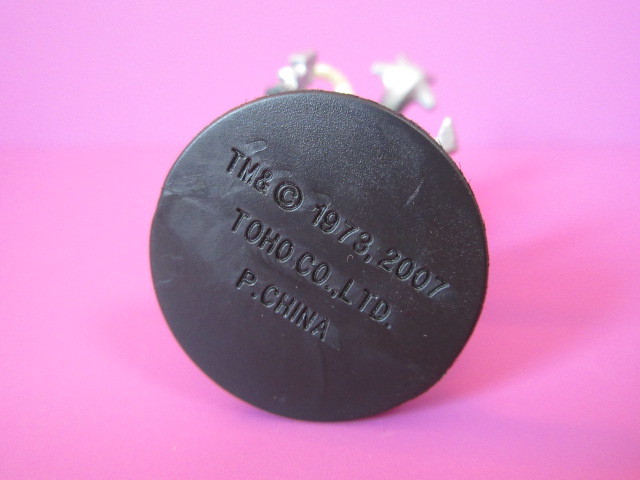 TM&© 1973, 2007
TOHO CO.,LTD.
P.CHINA